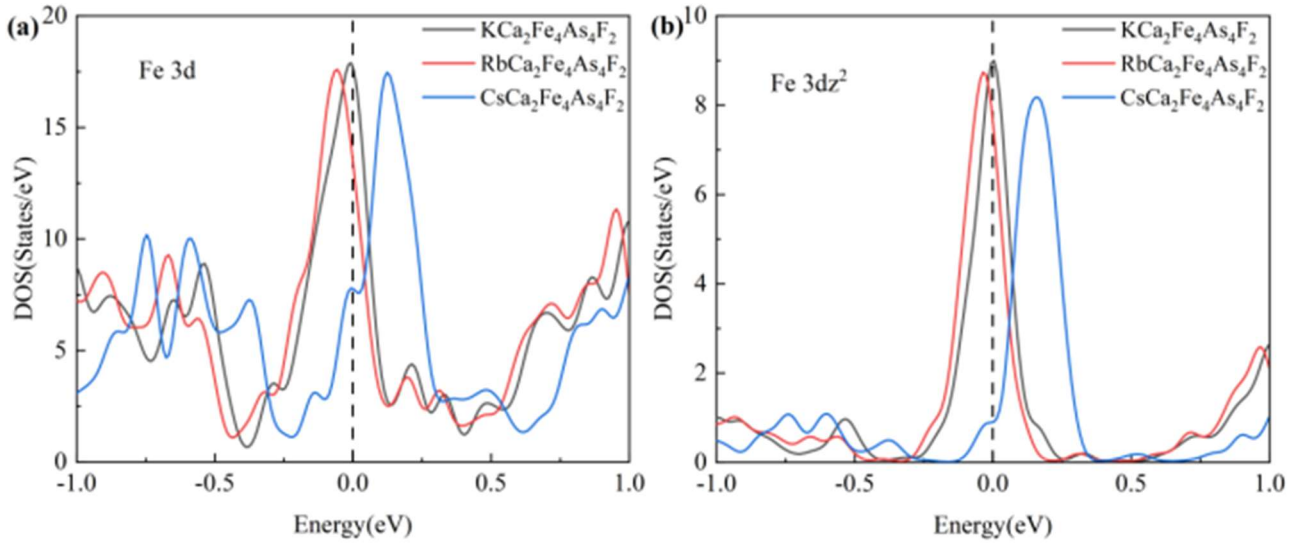 (a)
Fe 3d
KCa₂Fe₄As₄F₂
RbCa₂Fe₄As₄F₂
CsCa₂Fe₄As₄F₂
DOS(States/eV)
20
15
10
5
0
-1.0 -0.5 0.0 0.5 1.0
Energy(eV)
(b)
Fe 3dz²
KCa₂Fe₄As₄F₂
RbCa₂Fe₄As₄F₂
CsCa₂Fe₄As₄F₂
DOS(States/eV)
10
8
6
4
2
0
-1.0 -0.5 0.0 0.5 1.0
Energy(eV)